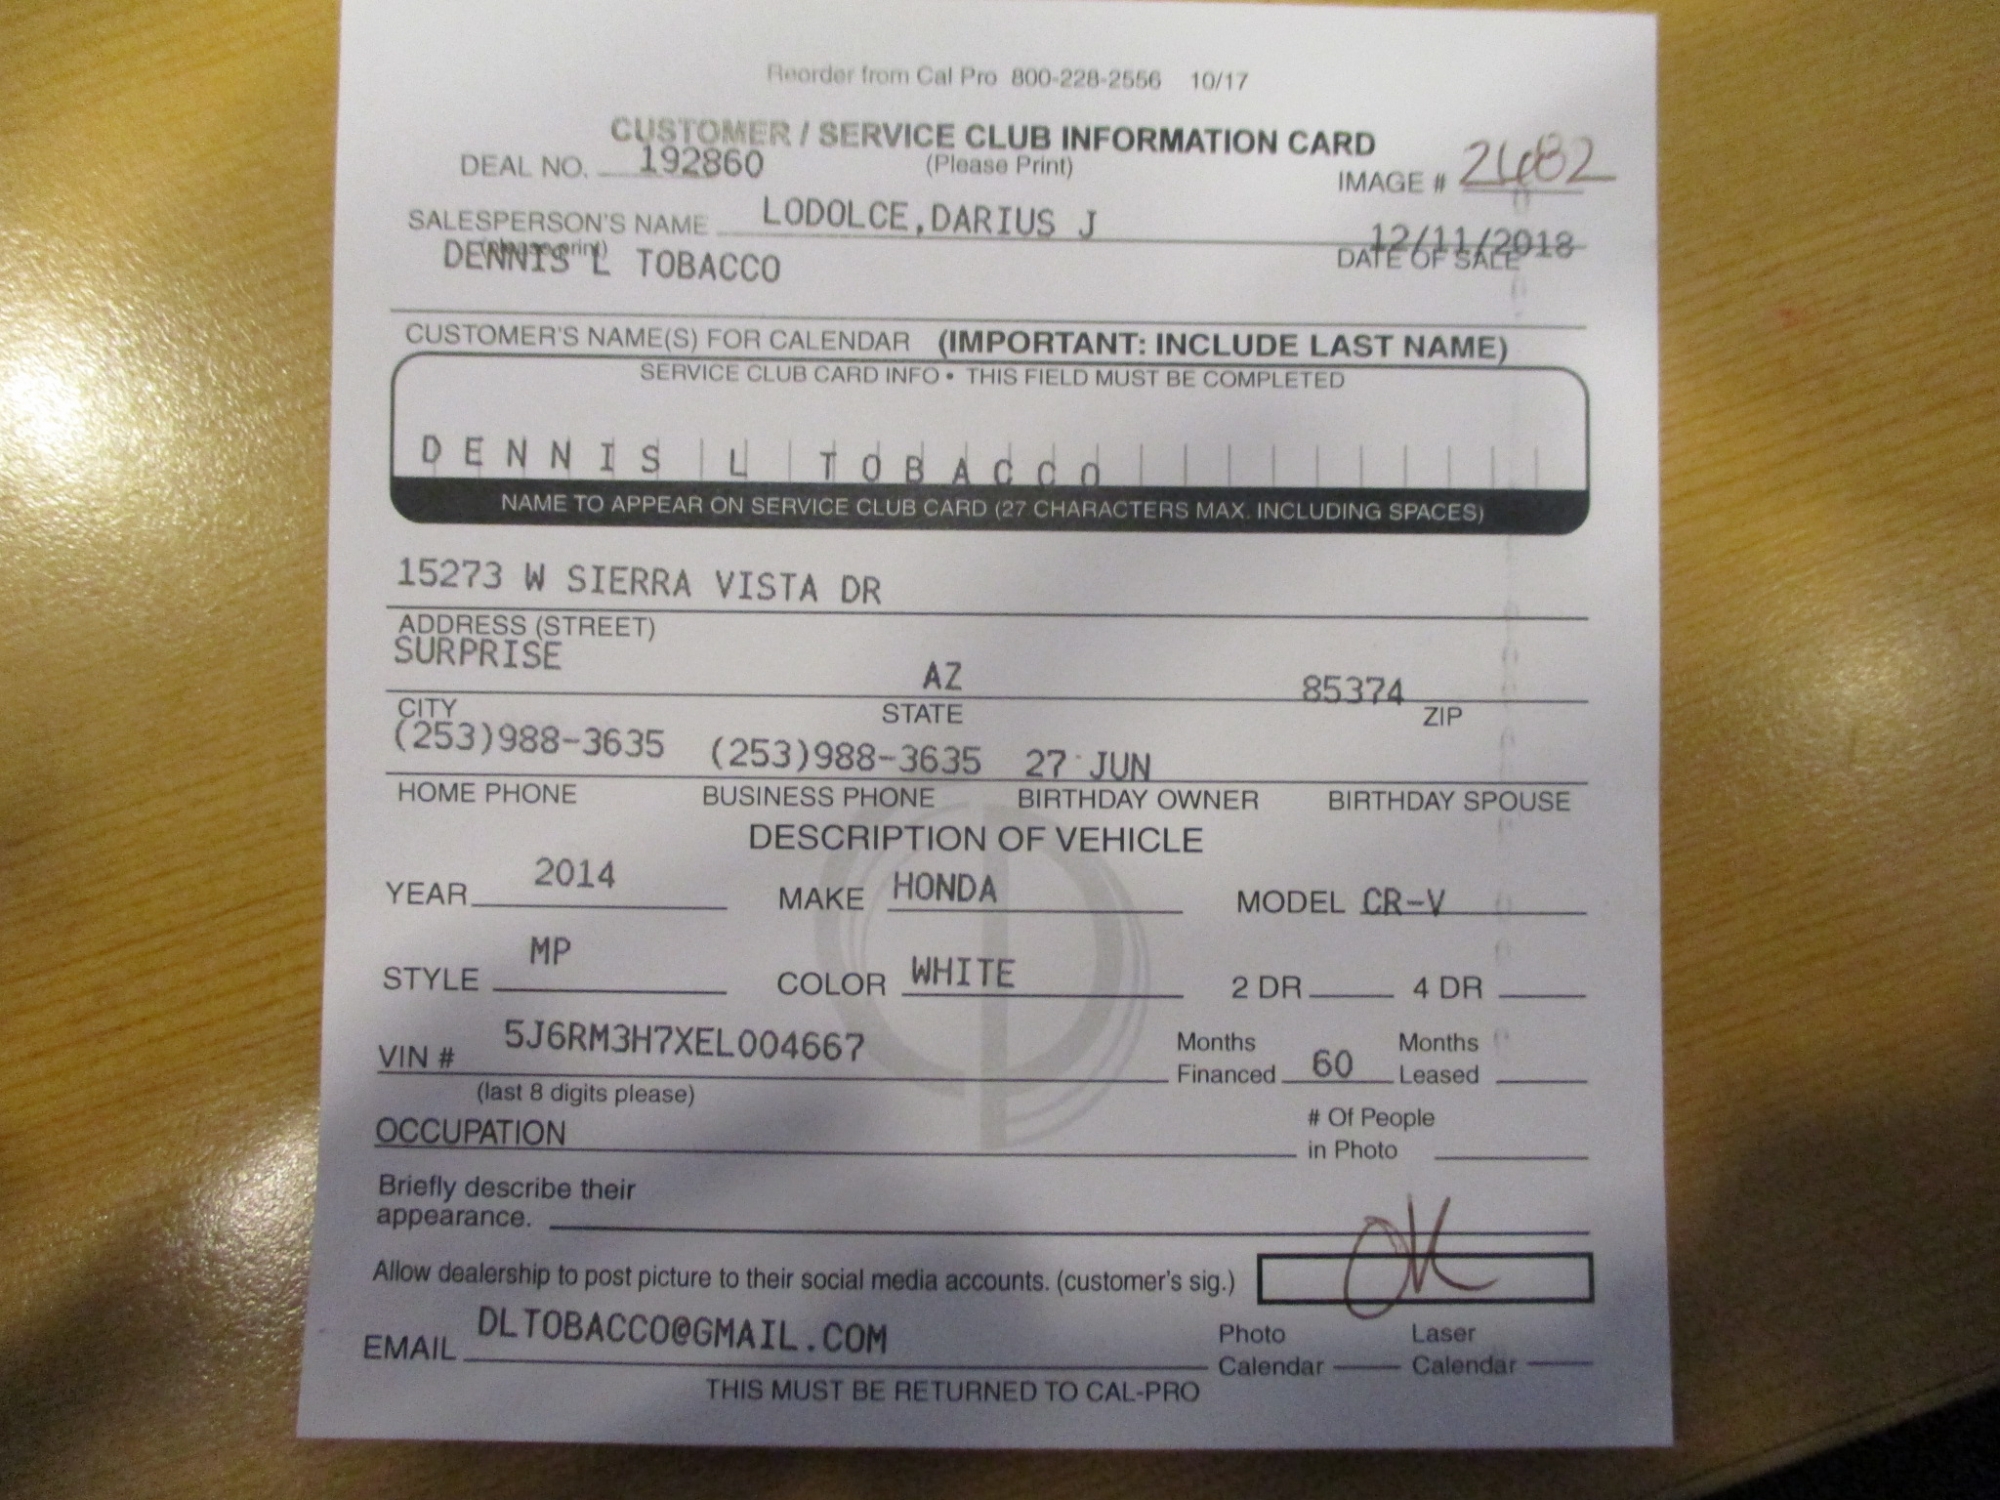 Reorder from Cal Pro 800-228-2556 10/17
CUSTOMER / SERVICE CLUB INFORMATION CARD
DEAL NO. 192860 (Please Print) IMAGE #
SALESPERSON'S NAME LODOLCE,DARIUS J 12/11/2018
(please print) DATE OF SALE
DENNIS L TOBACCO
CUSTOMER'S NAME(S) FOR CALENDAR (IMPORTANT: INCLUDE LAST NAME)
SERVICE CLUB CARD INFO • THIS FIELD MUST BE COMPLETED
DENNIS L TOBACCO
NAME TO APPEAR ON SERVICE CLUB CARD (27 CHARACTERS MAX. INCLUDING SPACES)
15273 W SIERRA VISTA DR
ADDRESS (STREET)
SURPRISE AZ 85374
CITY STATE ZIP
(253)988-3635 (253)988-3635 27 JUN
HOME PHONE BUSINESS PHONE BIRTHDAY OWNER BIRTHDAY SPOUSE
DESCRIPTION OF VEHICLE
YEAR 2014 MAKE HONDA MODEL CR-V
STYLE MP COLOR WHITE 2 DR 4 DR
VIN # 5J6RM3H7XEL004667 Months Financed 60 Months Leased
(last 8 digits please)
OCCUPATION # Of People in Photo
Briefly describe their
appearance.
Allow dealership to post picture to their social media accounts. (customer's sig.)
EMAIL DLTOBACCO@GMAIL.COM Photo Calendar Laser Calendar
THIS MUST BE RETURNED TO CAL-PRO